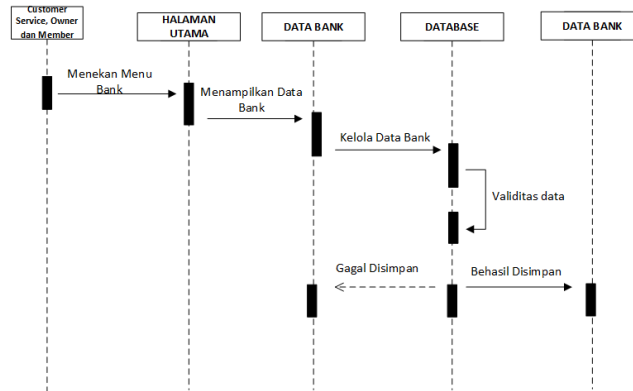 Customer
Service, Owner
dan Member
HALAMAN
UTAMA
DATA BANK
DATABASE
DATA BANK
Menekan Menu
Bank
Menampilkan Data
Bank
Kelola Data Bank
Validitas data
Gagal Disimpan
Behasil Disimpan